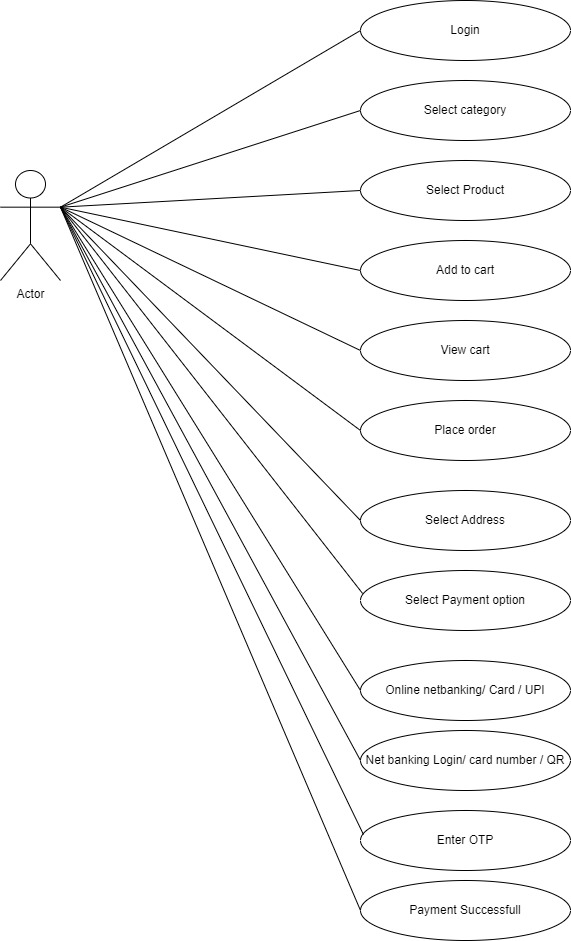 Login
Select category
Select Product
Add to cart
Actor
View cart
Place order
Select Address
Select Payment option
Online netbanking/ Card / UPI
Net banking Login/ card number / QR
Enter OTP
Payment Successfull